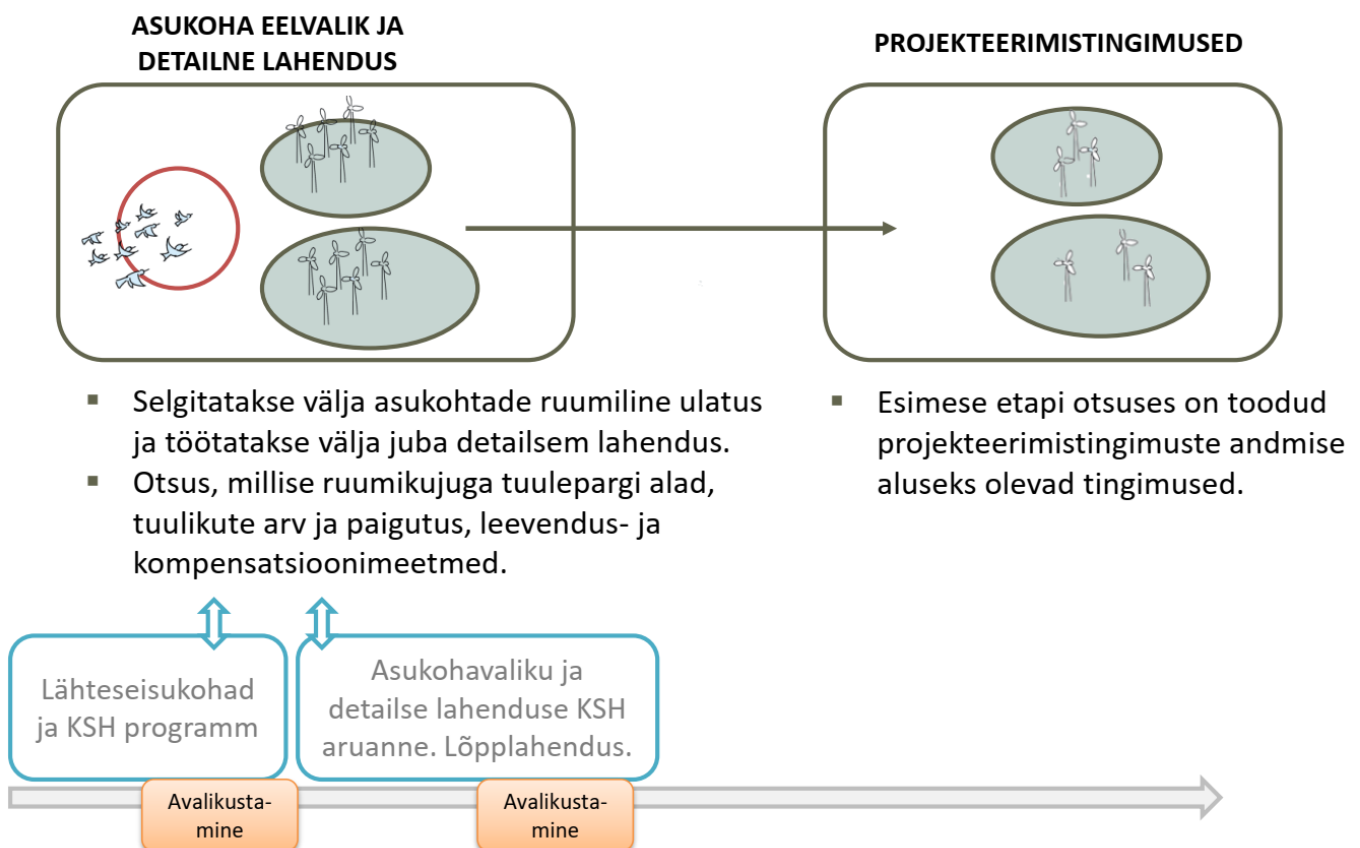 ASUKOHA EELVALIK JA
DETAILNE LAHENDUS
PROJEKTEERIMISTINGIMUSED
▪ Selgitatakse välja asukohtade ruumiline ulatus
ja töötatakse välja juba detailsem lahendus.
▪ Otsus, millise ruumikujuga tuulepargi alad,
tuulikute arv ja paigutus, leevendus- ja
kompensatsioonimeetmed.
▪ Esimese etapi otsuses on toodud
projekteerimistingimuste andmise
aluseks olevad tingimused.
Lähteseisukohad
ja KSH programm
Asukohavaliku ja
detailse lahenduse KSH
aruanne. Lõpplahendus.
Avalikusta-
mine
Avalikusta-
mine